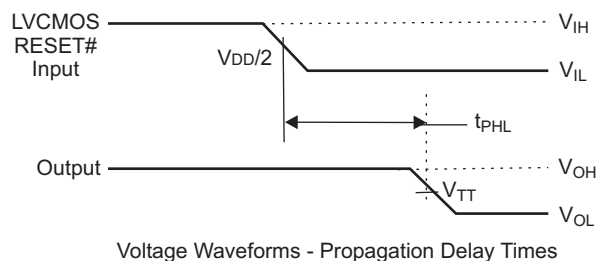 LVCMOS
RESET#
Input
VIH
VDD/2
VIL
tPHL
Output
VOH
VTT
VOL
Voltage Waveforms - Propagation Delay Times